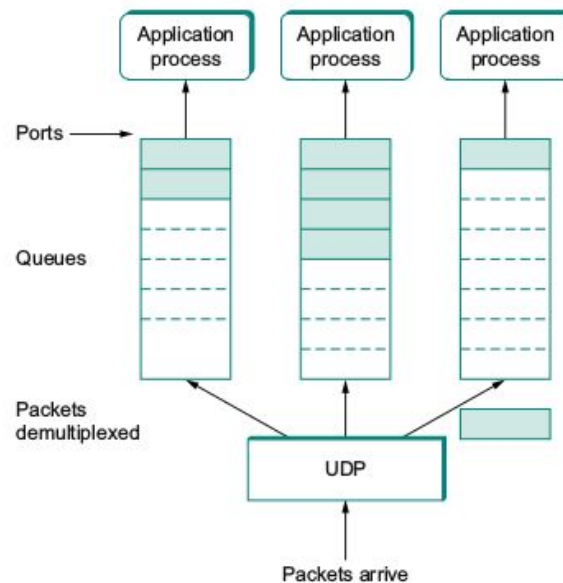 Application
process
Application
process
Application
process
Ports
Queues
Packets
demultiplexed
UDP
Packets arrive